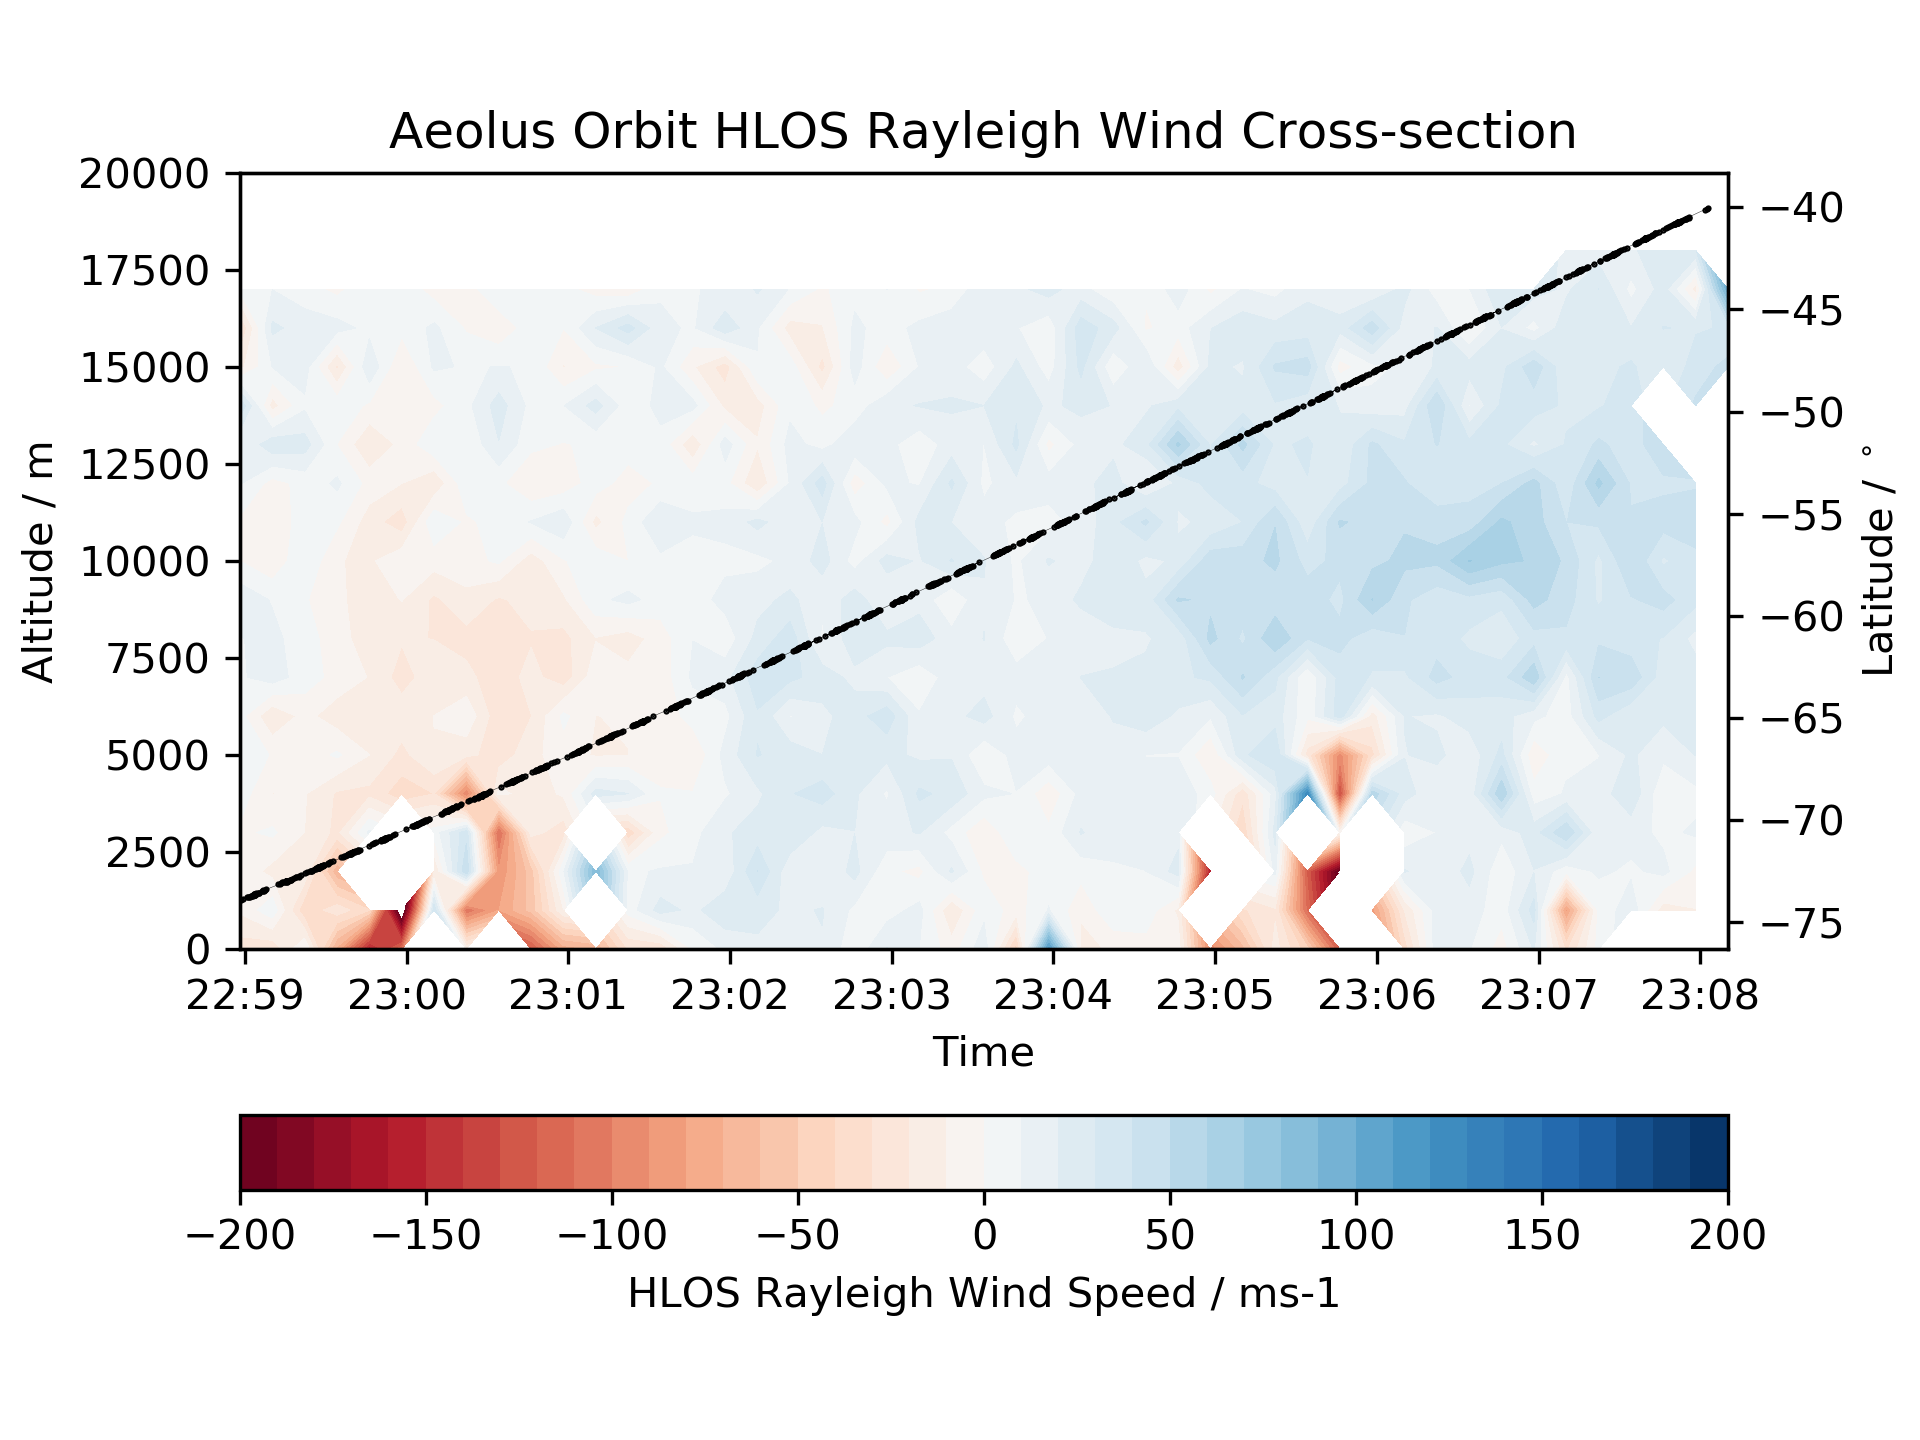 Aeolus Orbit HLOS Rayleigh Wind Cross-section
20000
17500
15000
12500
10000
7500
5000
2500
0
Altitude / m
−40
−45
−50
−55
−60
−65
−70
−75
Latitude / °
22:59 23:00 23:01 23:02 23:03 23:04 23:05 23:06 23:07 23:08
Time
−200 −150 −100 −50 0 50 100 150 200
HLOS Rayleigh Wind Speed / ms-1